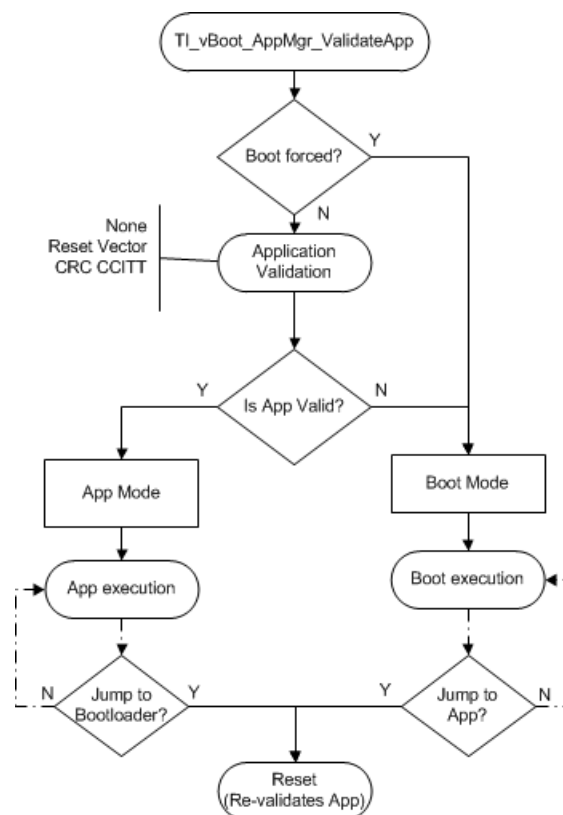 TI_vBoot_AppMgr_ValidateApp
Boot forced?
Y
N
None
Reset Vector
CRC CCITT
Application
Validation
Is App Valid?
Y
N
App Mode
Boot Mode
App execution
Boot execution
N
Jump to
Bootloader?
Y
Y
Jump to
App?
N
Reset
(Re-validates App)